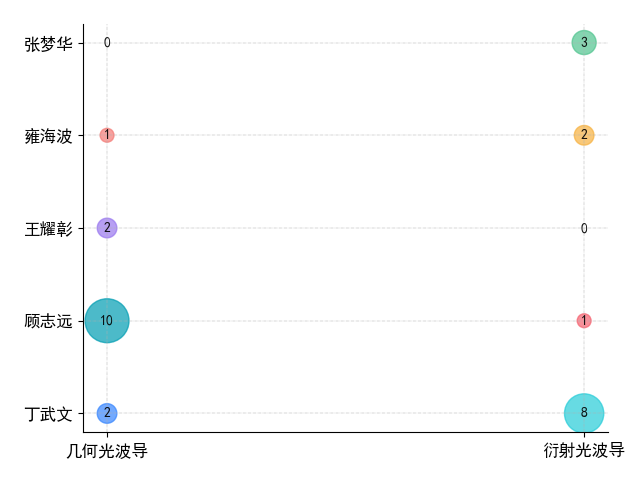 张梦华 0 3
雍海波 1 2
王耀彰 2 0
顾志远 10 1
丁武文 2 8
几何光波导 衍射光波导